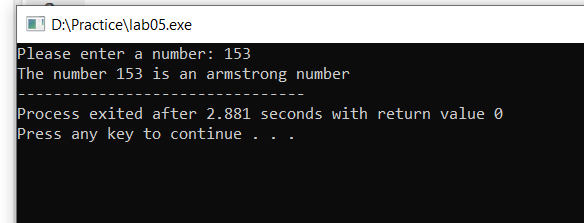 D:\Practice\lab05.exe
Please enter a number: 153
The number 153 is an armstrong number
--------------------------------
Process exited after 2.881 seconds with return value 0
Press any key to continue . . .